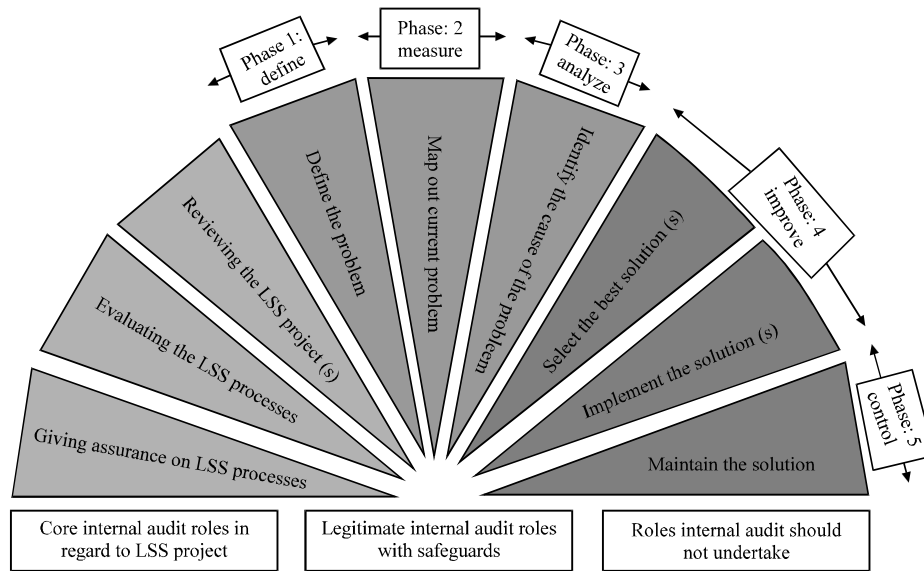 Phase 1:
define
Phase: 2
measure
Phase: 3
analyze
Phase: 4
improve
Phase: 5
control
Giving assurance on LSS processes
Evaluating the LSS processes
Reviewing the LSS project (s)
Define the problem
Map out current problem
Identify the cause of the probleem
Select the best solution (s)
Implement the solution (s)
Maintain the solution
Core internal audit roles in
regard to LSS project
Legitimate internal audit roles
with safeguards
Roles internal audit should
not undertake